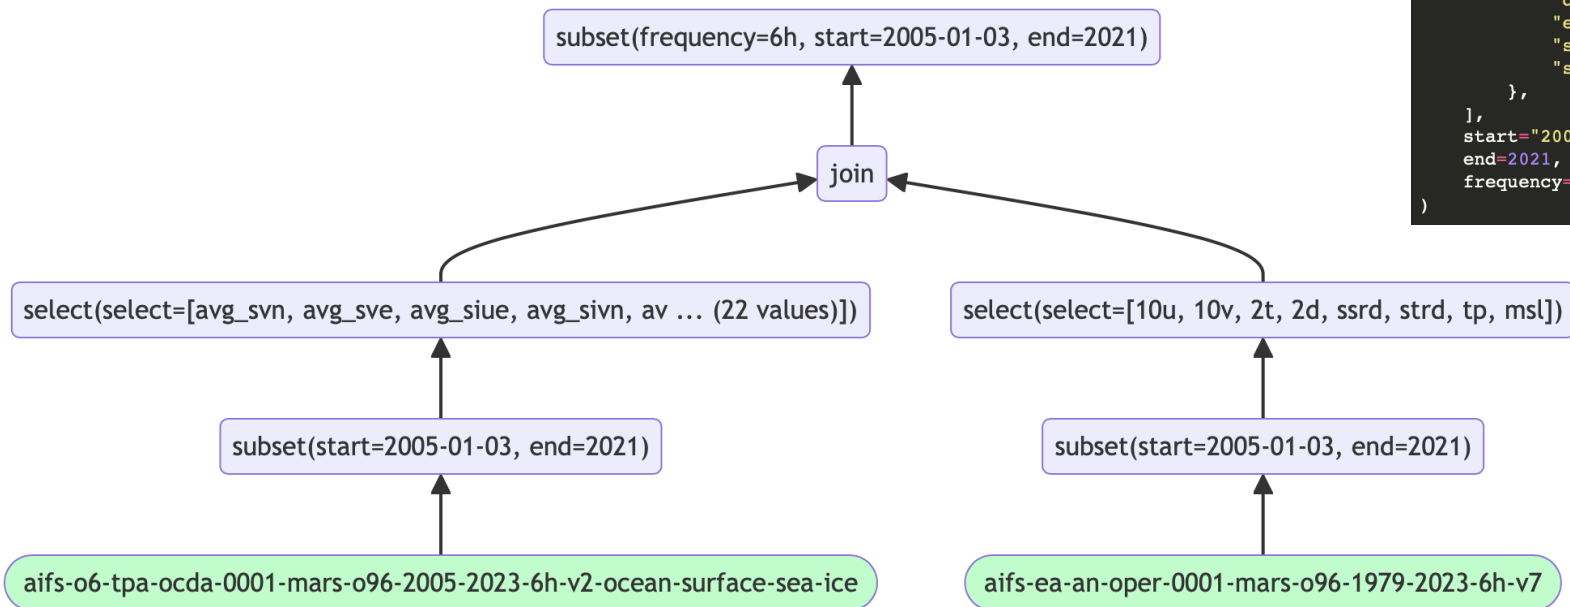 subset(frequency=6h, start=2005-01-03, end=2021)
join
select(select=[avg_svn, avg_sve, avg_siue, avg_sivn, av ... (22 values)])
select(select=[10u, 10v, 2t, 2d, ssrd, strd, tp, msl])
subset(start=2005-01-03, end=2021)
subset(start=2005-01-03, end=2021)
aifs-o6-tpa-ocda-0001-mars-o96-2005-2023-6h-v2-ocean-surface-sea-ice
aifs-ea-an-oper-0001-mars-o96-1979-2023-6h-v7
"e
"s
"s
},
],
start="200
end=2021,
frequency=
)